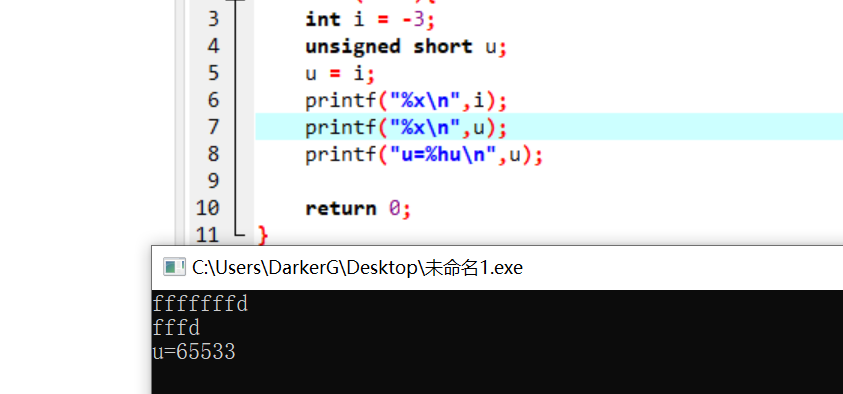 3 int i = -3;
4 unsigned short u;
5 u = i;
6 printf("%x\n",i);
7 printf("%x\n",u);
8 printf("u=%hu\n",u);
9
10 return 0;
11 }
C:\Users\DarkerG\Desktop\未命名1.exe
fffffffd
fffd
u=65533